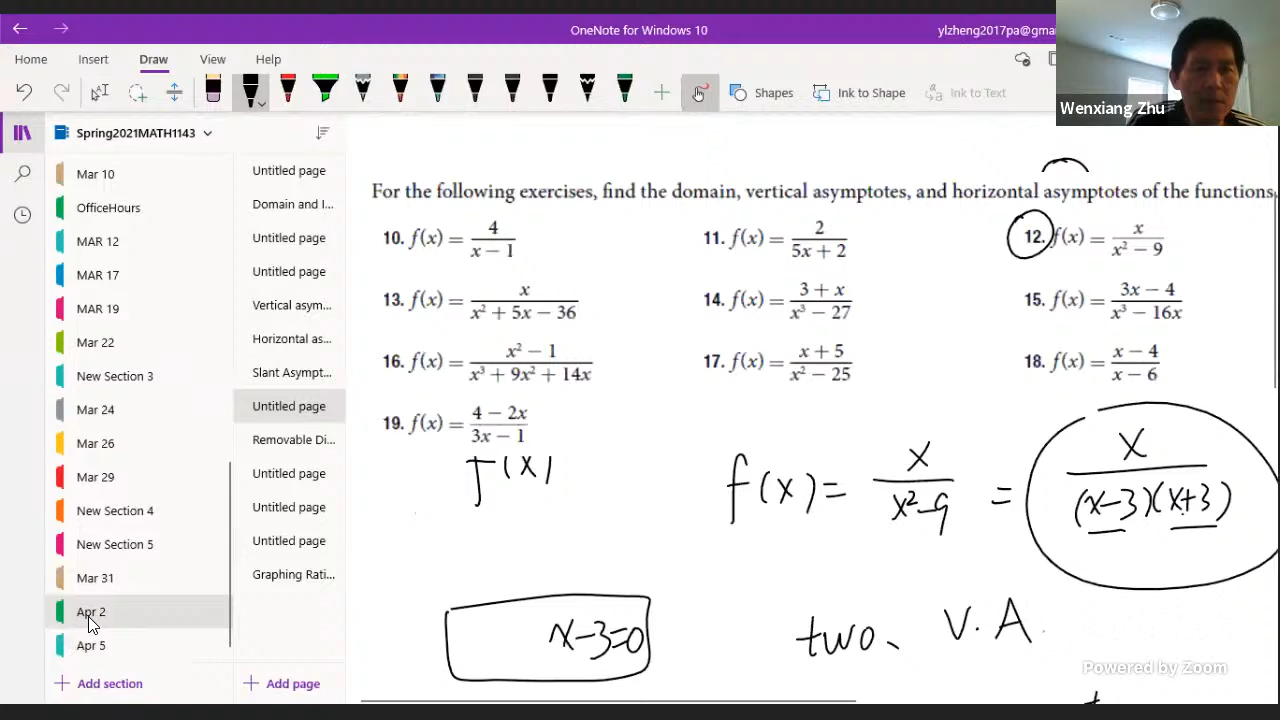 OneNote for Windows 10
ylzheng2017pa@gma
Home Insert Draw View Help
Shapes Ink to Shape Ink to Text
Wenxiang Zhu
Spring2021MATH1143
Mar 10
OfficeHours
MAR 12
MAR 17
MAR 19
Mar 22
New Section 3
Mar 24
Mar 26
Mar 29
New Section 4
New Section 5
Mar 31
Apr 2
Apr 5
+ Add section
Untitled page
Domain and I...
Untitled page
Untitled page
Vertical asym...
Horizontal as...
Slant Asympt...
Untitled page
Removable Di...
Untitled page
Untitled page
Untitled page
Graphing Rati...
+ Add page
For the following exercises, find the domain, vertical asymptotes, and horizontal asymptotes of the functions.
10. f(x) = 4 / (x − 1)
11. f(x) = 2 / (5x + 2)
12. f(x) = x / (x² − 9)
13. f(x) = x / (x² + 5x − 36)
14. f(x) = (3 + x) / (x³ − 27)
15. f(x) = (3x − 4) / (x³ − 16x)
16. f(x) = (x² − 1) / (x³ + 9x² + 14x)
17. f(x) = (x + 5) / (x² − 25)
18. f(x) = (x − 4) / (x − 6)
19. f(x) = (4 − 2x) / (3x − 1)
f(x)
f(x) = x / (x²−9) = x / ((x−3)(x+3))
x−3=0
two V.A.
Powered by Zoom